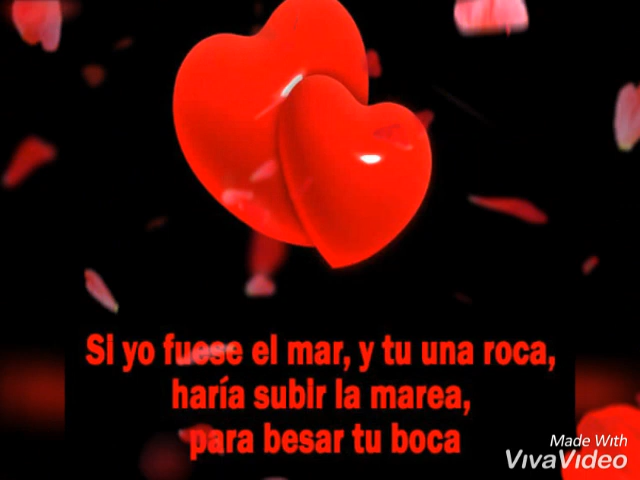 Si yo fuese el mar, y tu una roca,
haría subir la marea,
para besar tu boca
Made With
VivaVideo